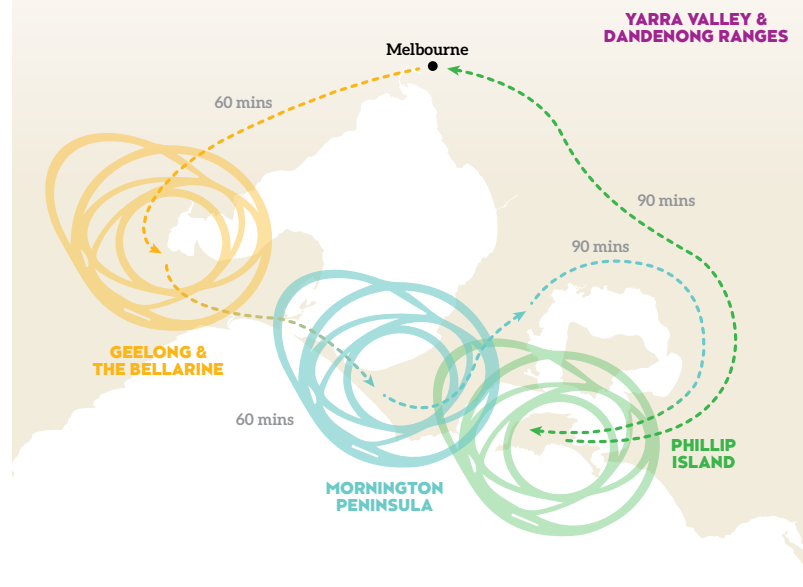 YARRA VALLEY &
DANDENONG RANGES
Melbourne
60 mins
90 mins
90 mins
GEELONG &
THE BELLARINE
60 mins
PHILLIP
ISLAND
MORNINGTON
PENINSULA